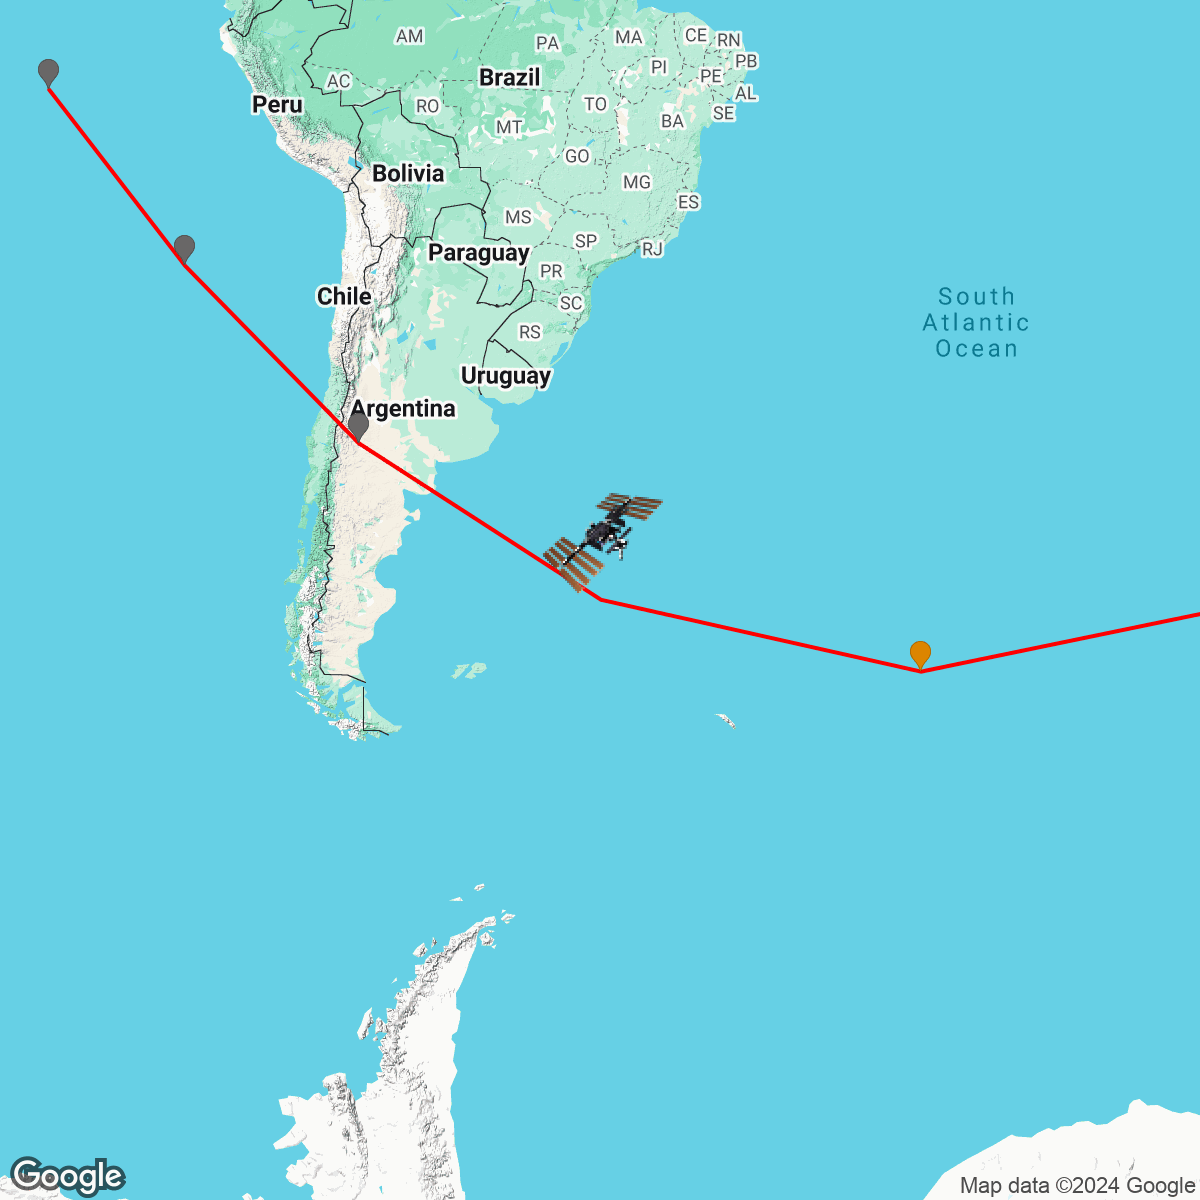 AM
PA
MA
CE
RN
PI
PB
Brazil
AC
PE
AL
Peru
RO
TO
SE
MT
BA
GO
Bolivia
MG
MS
ES
SP
RJ
Paraguay
PR
Chile
SC
South
Atlantic
Ocean
RS
Uruguay
Argentina
Google
Map data ©2024 Google